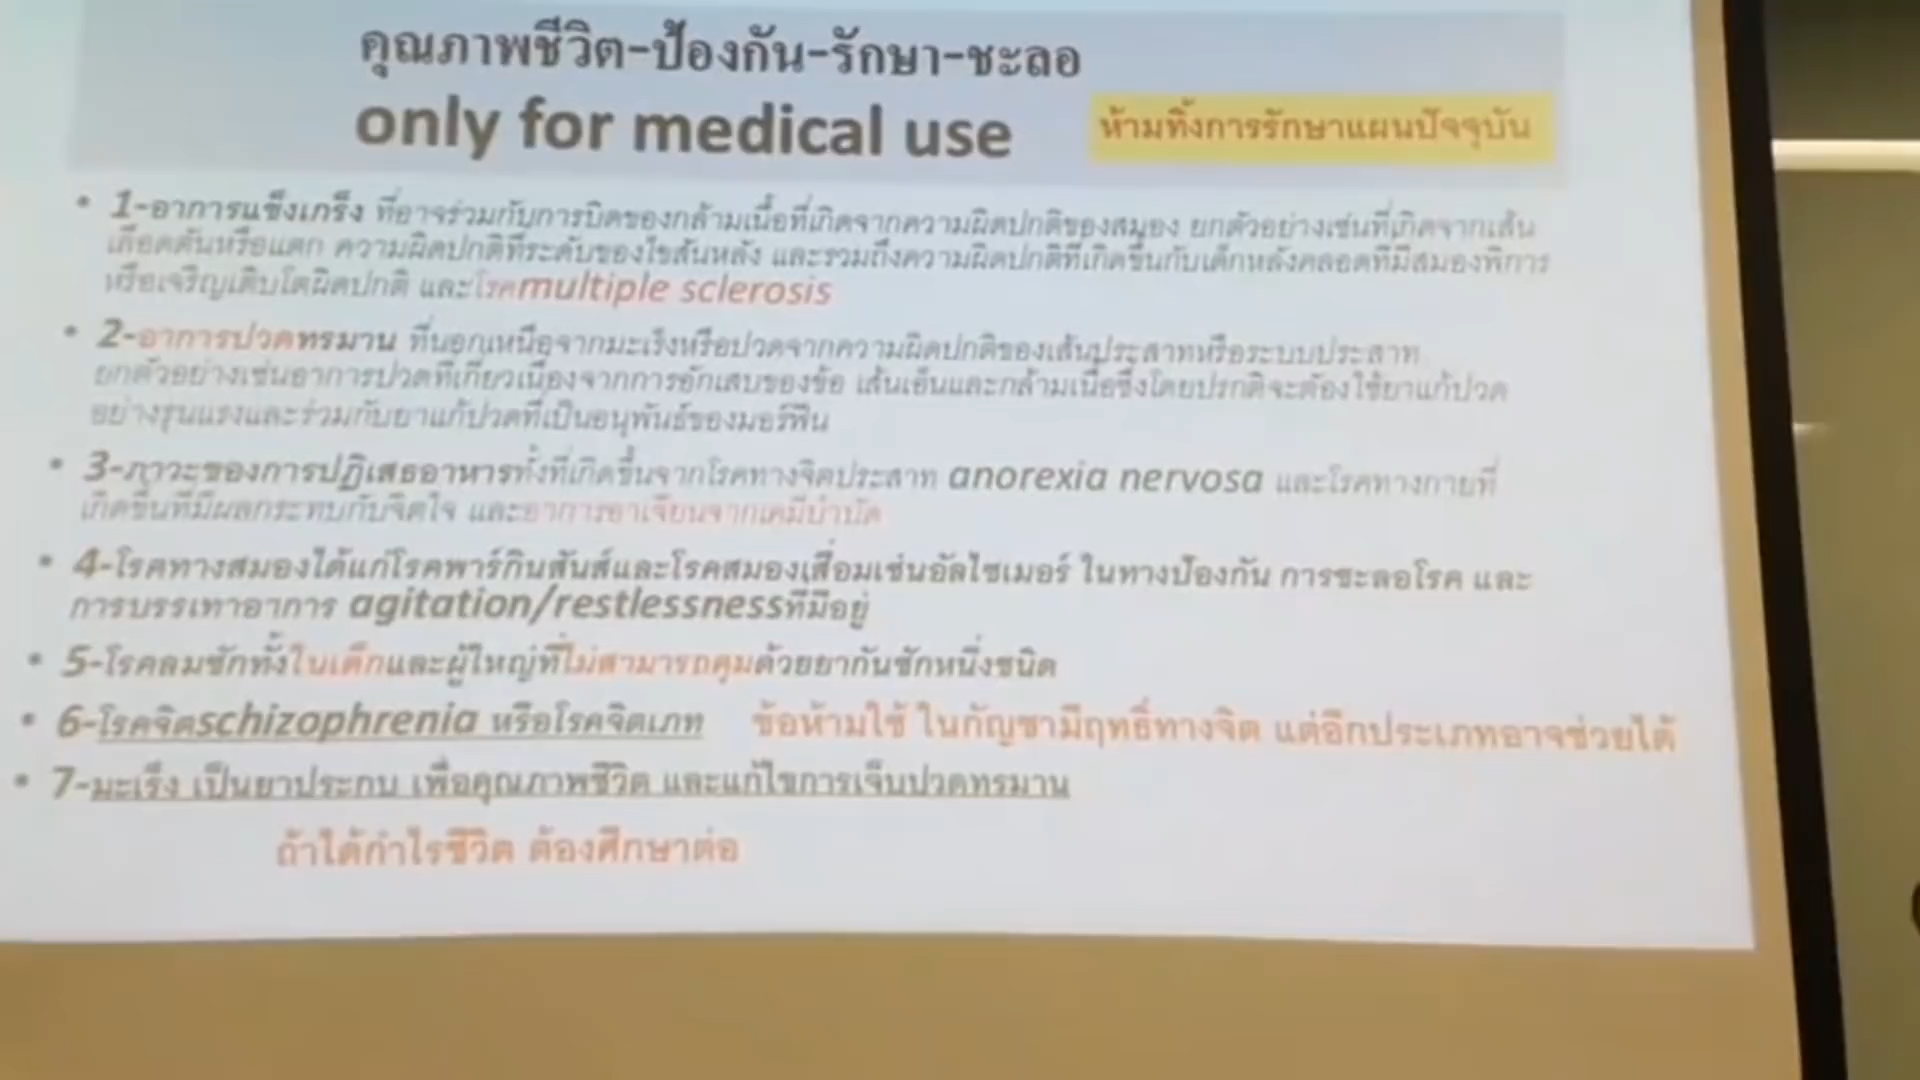 คุณภาพชีวิต-ป้องกัน-รักษา-ชะลอ
only for medical use
ห้ามทิ้งการรักษาแผนปัจจุบัน
• 1-อาการแข็งเกร็ง ที่อาจร่วมกับการบิดของกล้ามเนื้อที่เกิดจากความผิดปกติของสมอง ยกตัวอย่างเช่นที่เกิดจากเส้น
เลือดตันหรือแตก ความผิดปกติที่ระดับของไขสันหลัง และรวมถึงความผิดปกติที่เกิดขึ้นกับเด็กหลังคลอดที่มีสมองพิการ
หรือเจริญเติบโตผิดปกติ และโรคmultiple sclerosis
• 2-อาการปวดทรมาน ที่นอกเหนือจากมะเร็งหรือปวดจากความผิดปกติของเส้นประสาทหรือระบบประสาท
ยกตัวอย่างเช่นอาการปวดที่เกี่ยวเนื่องจากการอักเสบของข้อ เส้นเอ็นและกล้ามเนื้อซึ่งโดยปรกติจะต้องใช้ยาแก้ปวด
อย่างรุนแรงและร่วมกับยาแก้ปวดที่เป็นอนุพันธ์ของมอร์ฟีน
• 3-ภาวะของการปฏิเสธอาหารทั้งที่เกิดขึ้นจากโรคทางจิตประสาท anorexia nervosa และโรคทางกายที่
เกิดขึ้นที่มีผลกระทบกับจิตใจ และอาการอาเจียนจากเคมีบำบัด
• 4-โรคทางสมองได้แก่โรคพาร์กินสันส์และโรคสมองเสื่อมเช่นอัลไซเมอร์ ในทางป้องกัน การชะลอโรค และ
การบรรเทาอาการ agitation/restlessnessที่มีอยู่
• 5-โรคลมชักทั้งในเด็กและผู้ใหญ่ที่ไม่สามารถคุมด้วยยากันชักหนึ่งชนิด
• 6-โรคจิตschizophrenia หรือโรคจิตเภท ข้อห้ามใช้ ในกัญชามีฤทธิ์ทางจิต แต่อีกประเภทอาจช่วยได้
• 7-มะเร็ง เป็นยาประกบ เพื่อคุณภาพชีวิต และแก้ไขการเจ็บปวดทรมาน
ถ้าได้กำไรชีวิต ต้องศึกษาต่อ